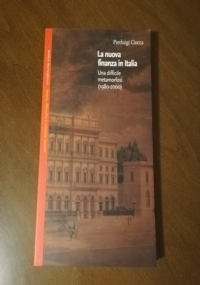 Pierluigi Ciocca
La nuova
finanza in Italia
Una difficile
metamorfosi
(1980-2000)